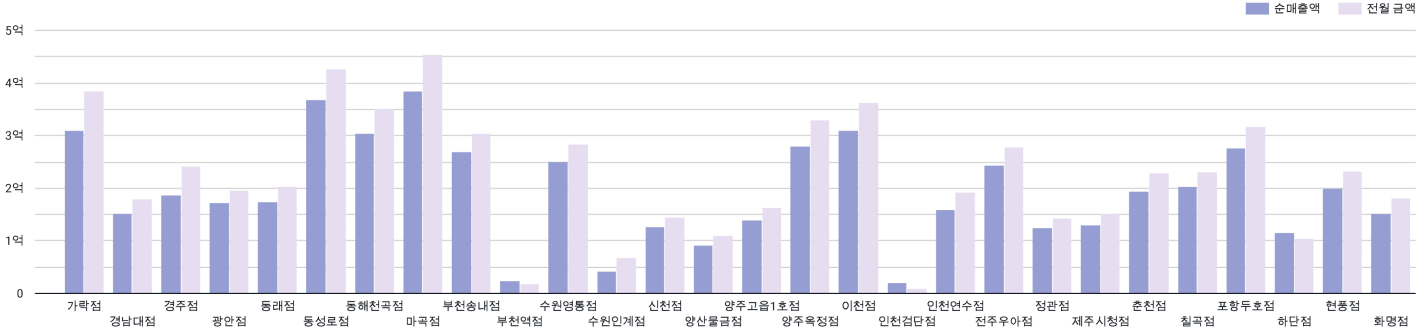 순매출액 전월 금액
5억
4억
3억
2억
1억
0
가락점 경주점 동래점 동해천곡점 부천송내점 수원영통점 신천점 양주고읍1호점 이천점 인천연수점 정관점 춘천점 포항두호점 현풍점
경남대점 광안점 동성로점 마곡점 부천역점 수원인계점 양산물금점 양주옥정점 인천검단점 전주우아점 제주시청점 칠곡점 하단점 화명점